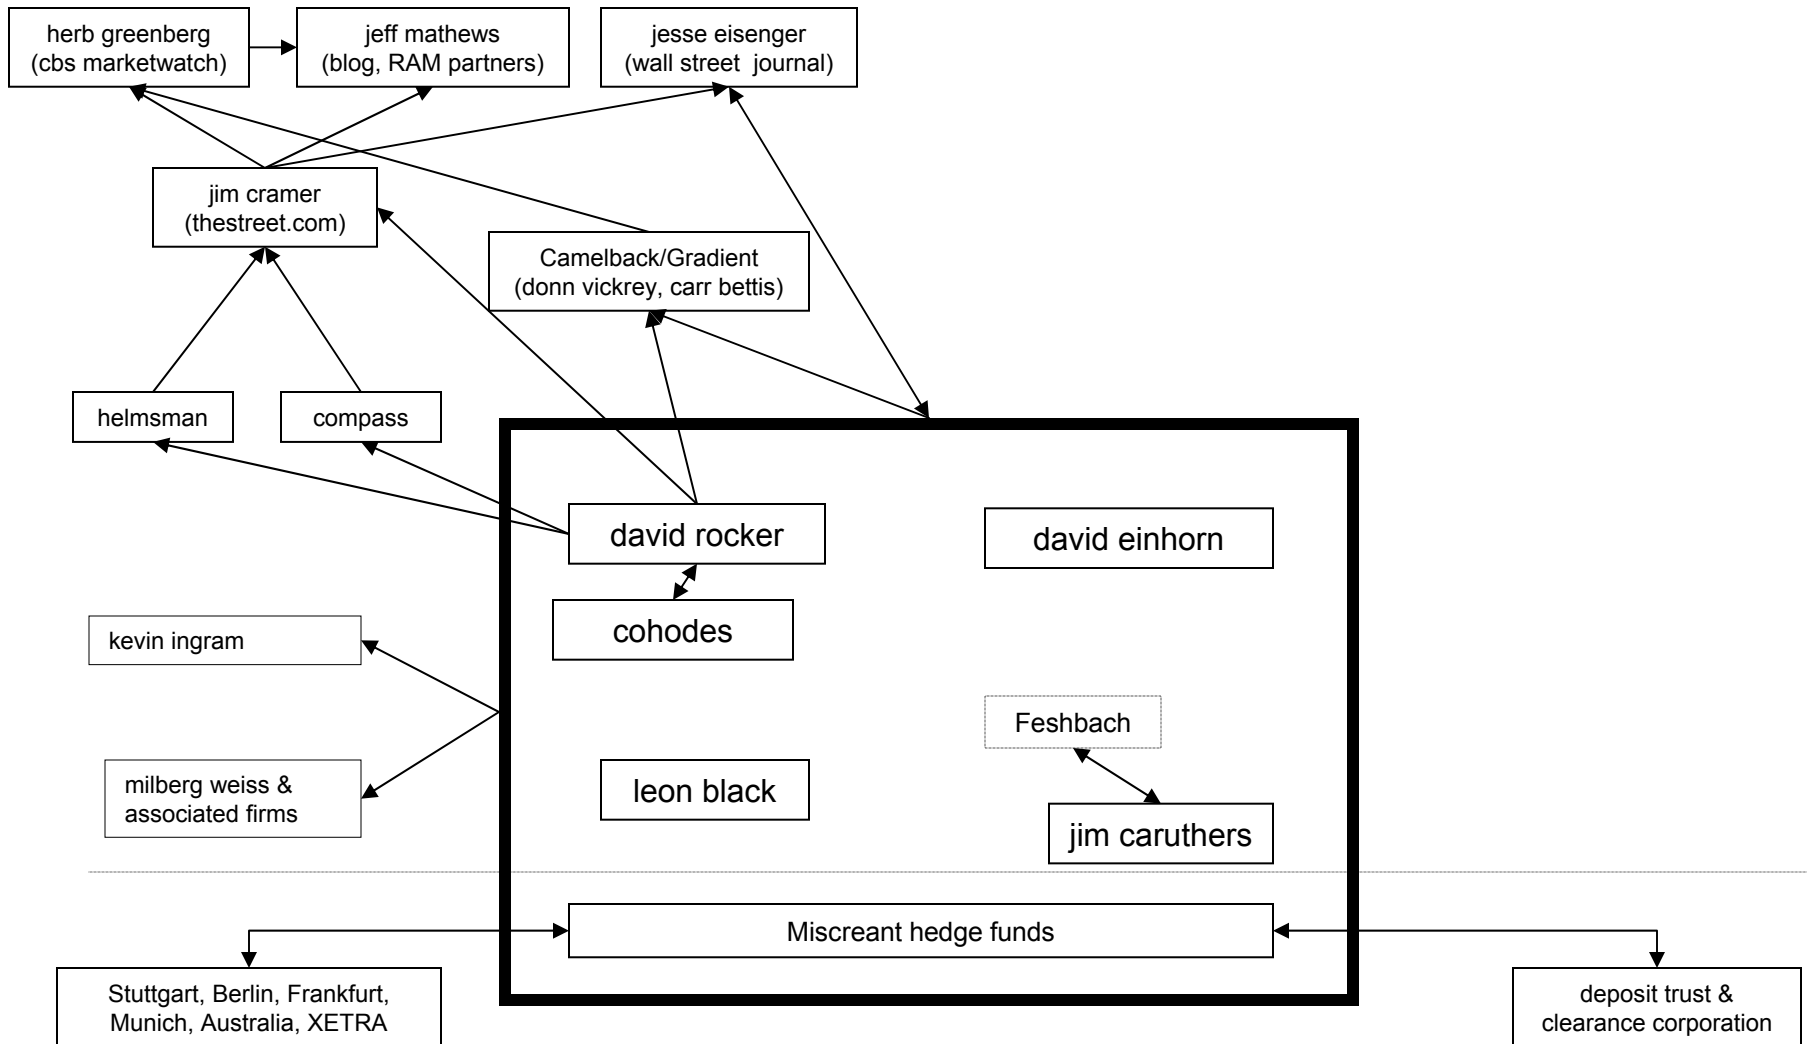 herb greenberg
(cbs marketwatch)
jeff mathews
(blog, RAM partners)
jesse eisenger
(wall street journal)
jim cramer
(thestreet.com)
Camelback/Gradient
(donn vickrey, carr bettis)
helmsman
compass
david rocker
david einhorn
cohodes
kevin ingram
Feshbach
milberg weiss &
associated firms
leon black
jim caruthers
Miscreant hedge funds
Stuttgart, Berlin, Frankfurt,
Munich, Australia, XETRA
deposit trust &
clearance corporation